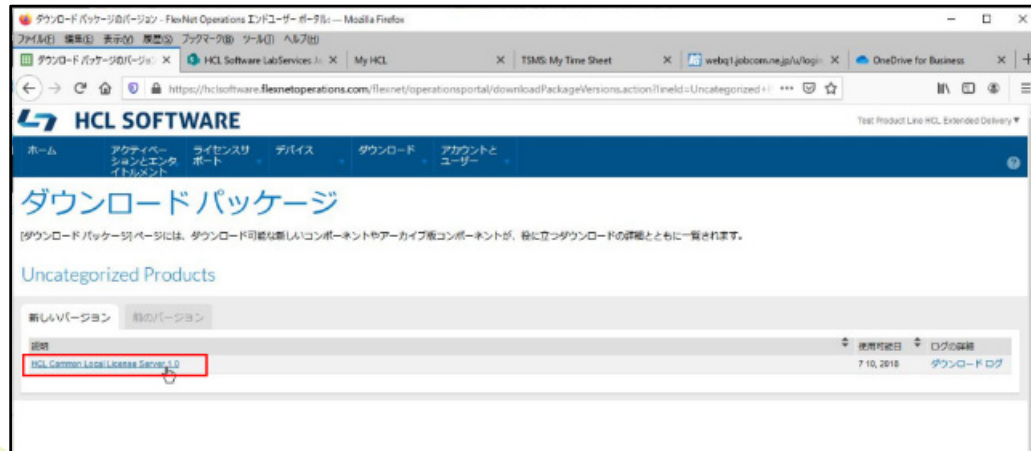 ダウンロード パッケージのバージョン - FlexNet Operations エンドユーザー ポータル: — Mozilla Firefox
ファイル(F) 編集(E) 表示(V) 履歴(S) ブックマーク(B) ツール(T) ヘルプ(H)
ダウンロード パッケージのバージョン HCL Software LabServices My HCL TSMS: My Time Sheet webq1.jobcom.ne.jp/u/login OneDrive for Business
https://hclsoftware.flexnetoperations.com/flexnet/operationsportal/downloadPackageVersions.action?lineId=Uncategorized
HCL SOFTWARE
Test Product Line HCL, Extended Delivery
ホーム アクティベーションとエンタイトルメント ライセンスサポート デバイス ダウンロード アカウントとユーザー
ダウンロード パッケージ
[ダウンロード パッケージ] ページには、ダウンロード可能な新しいコンポーネントやアーカイブ版コンポーネントが、役に立つダウンロードの詳細とともに一覧されます。
Uncategorized Products
新しいバージョン 前のバージョン
説明 使用可能日 ログの詳細
HCL Common Local License Server 1.0 7 10, 2018 ダウンロード ログ